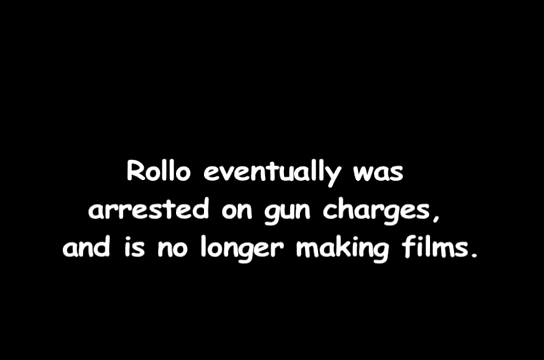 Rollo eventually was
arrested on gun charges,
and is no longer making films.